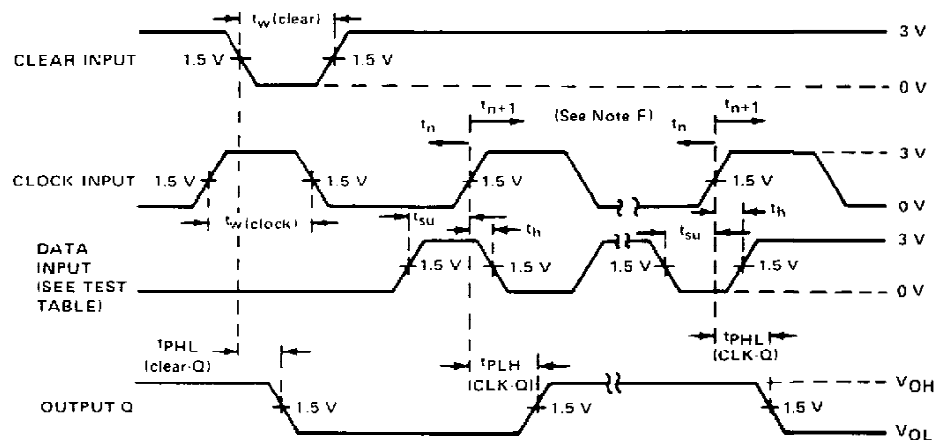 tw(clear)
3 V
CLEAR INPUT
1.5 V
1.5 V
0 V
tn+1
(See Note F)
tn+1
tn
tn
3 V
CLOCK INPUT
1.5 V
1.5 V
1.5 V
1.5 V
0 V
tw(clock)
tsu
th
tsu
th
3 V
DATA
INPUT
(SEE TEST
TABLE)
1.5 V
1.5 V
1.5 V
1.5 V
0 V
tPHL
(clear-Q)
tPLH
(CLK-Q)
tPHL
(CLK-Q)
VOH
OUTPUT Q
1.5 V
1.5 V
1.5 V
VOL